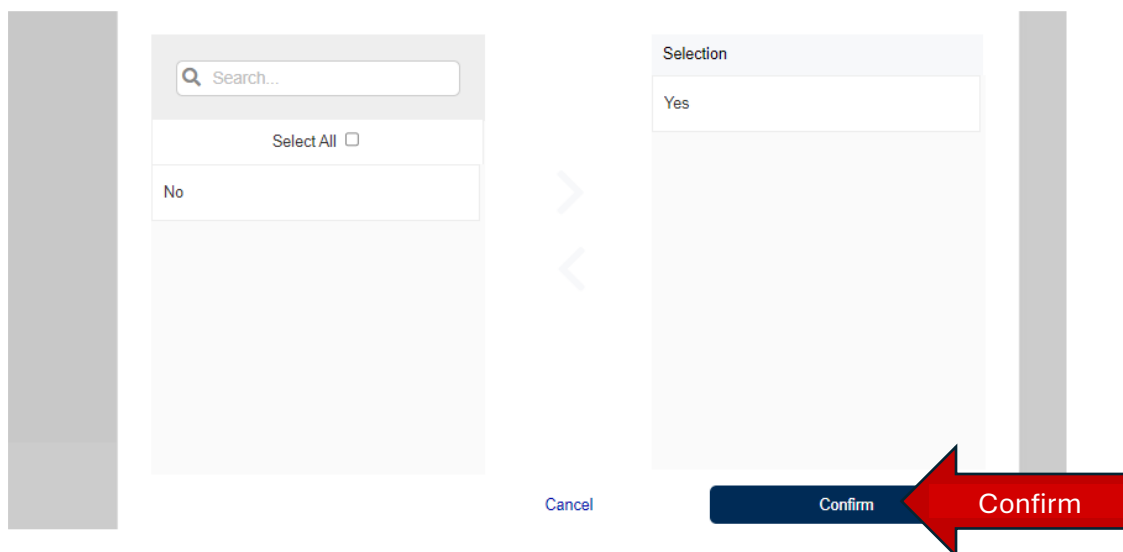 Search...
Select All
No
Selection
Yes
Cancel
Confirm
Confirm